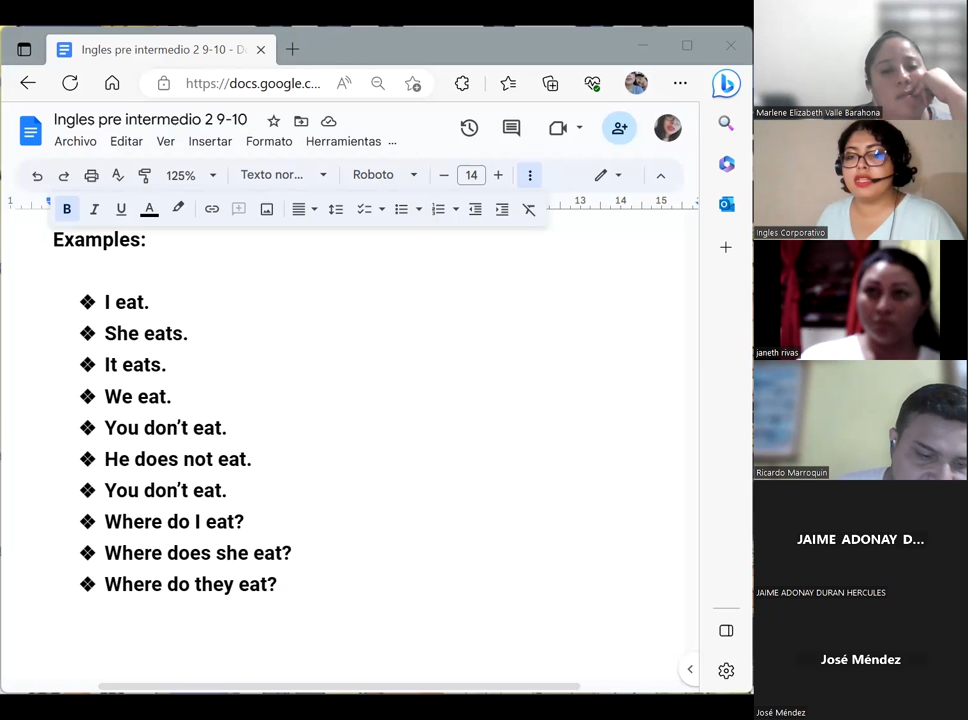 Ingles pre intermedio 2 9-10 - D
https://docs.google.c...
Ingles pre intermedio 2 9-10
Archivo Editar Ver Insertar Formato Herramientas ...
125% Texto nor... Roboto 14
1 13 14 15
Examples:
❖ I eat.
❖ She eats.
❖ It eats.
❖ We eat.
❖ You don’t eat.
❖ He does not eat.
❖ You don’t eat.
❖ Where do I eat?
❖ Where does she eat?
❖ Where do they eat?
Marlene Elizabeth Valle Barahona
Ingles Corporativo
janeth rivas
Ricardo Marroquin
JAIME ADONAY D...
JAIME ADONAY DURAN HERCULES
José Méndez
José Méndez